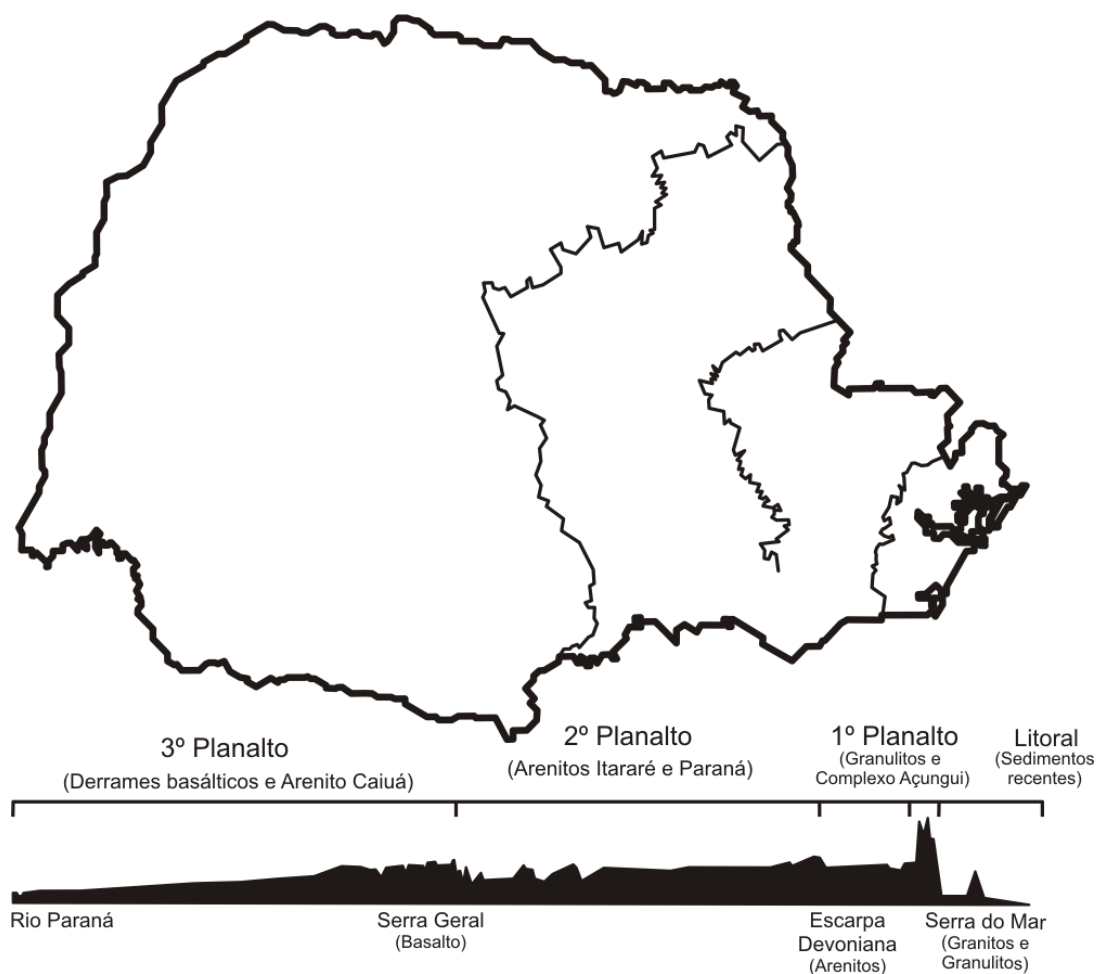 3º Planalto
(Derrames basálticos e Arenito Caiuá)
2º Planalto
(Arenitos Itararé e Paraná)
1º Planalto
(Granulitos e
Complexo Açungui)
Litoral
(Sedimentos
recentes)
Rio Paraná
Serra Geral
(Basalto)
Escarpa
Devoniana
(Arenitos)
Serra do Mar
(Granitos e
Granulitos)